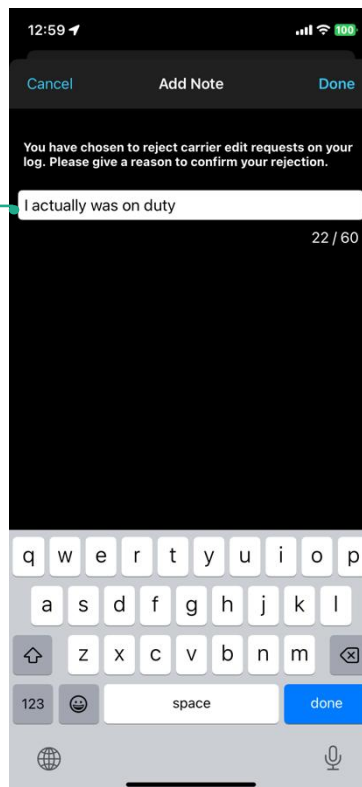 12:59
100
Cancel Add Note Done
You have chosen to reject carrier edit requests on your
log. Please give a reason to confirm your rejection.
I actually was on duty
22 / 60
q w e r t y u i o p
a s d f g h j k l
z x c v b n m
123 space done